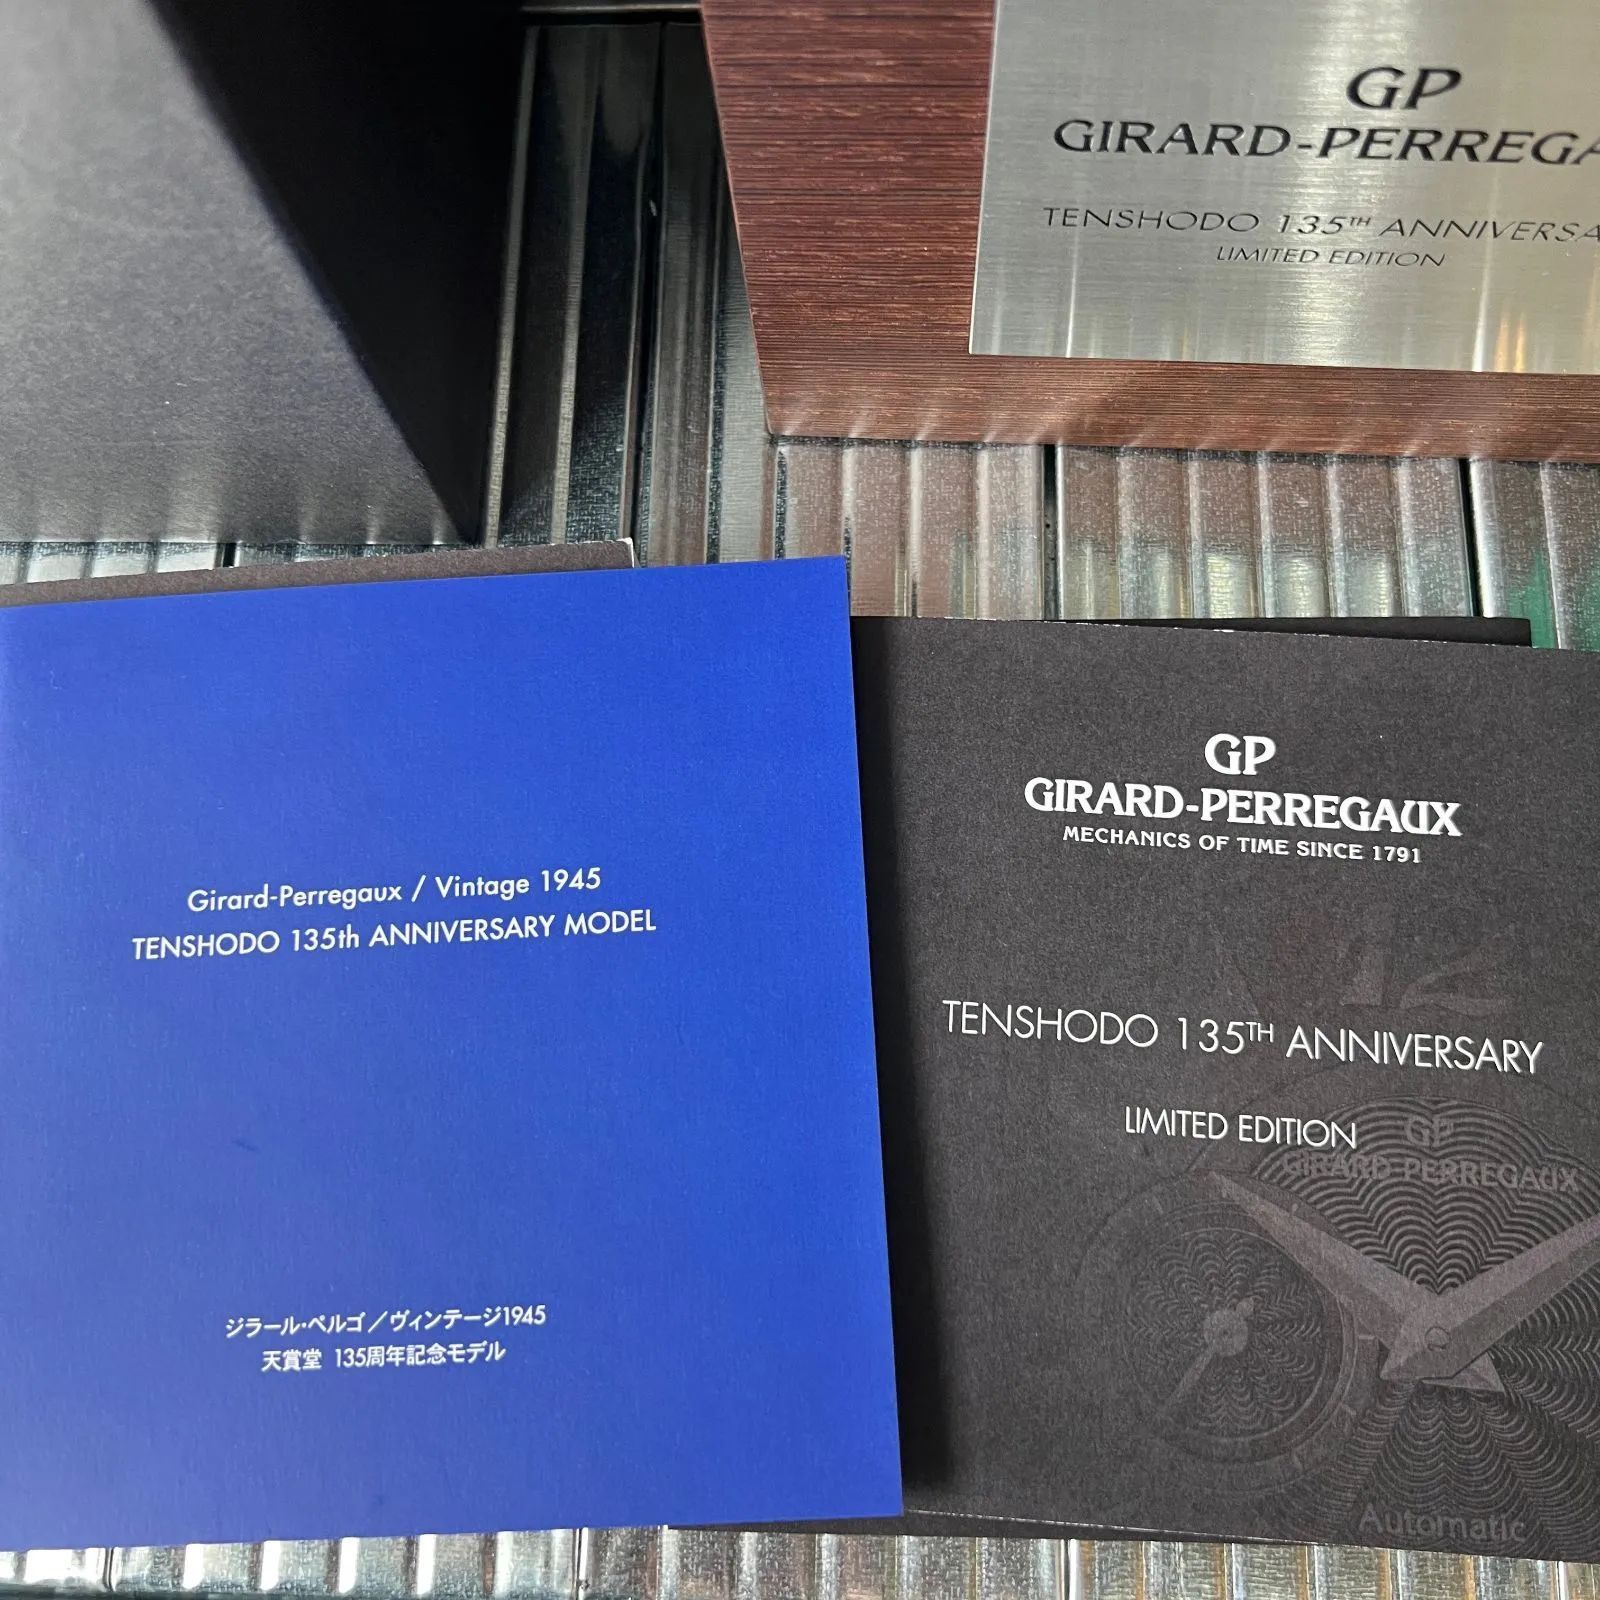 GP
GIRARD-PERREGA
TENSHODO 135TH ANNIVERSA
LIMITED EDITION
Girard-Perregaux / Vintage 1945
TENSHODO 135th ANNIVERSARY MODEL
ジラール・ペルゴ／ヴィンテージ1945
天賞堂 135周年記念モデル
GP
GIRARD-PERREGAUX
MECHANICS OF TIME SINCE 1791
12
TENSHODO 135TH ANNIVERSARY
LIMITED EDITION
GP
GIRARD PERREGAUX
Automatic